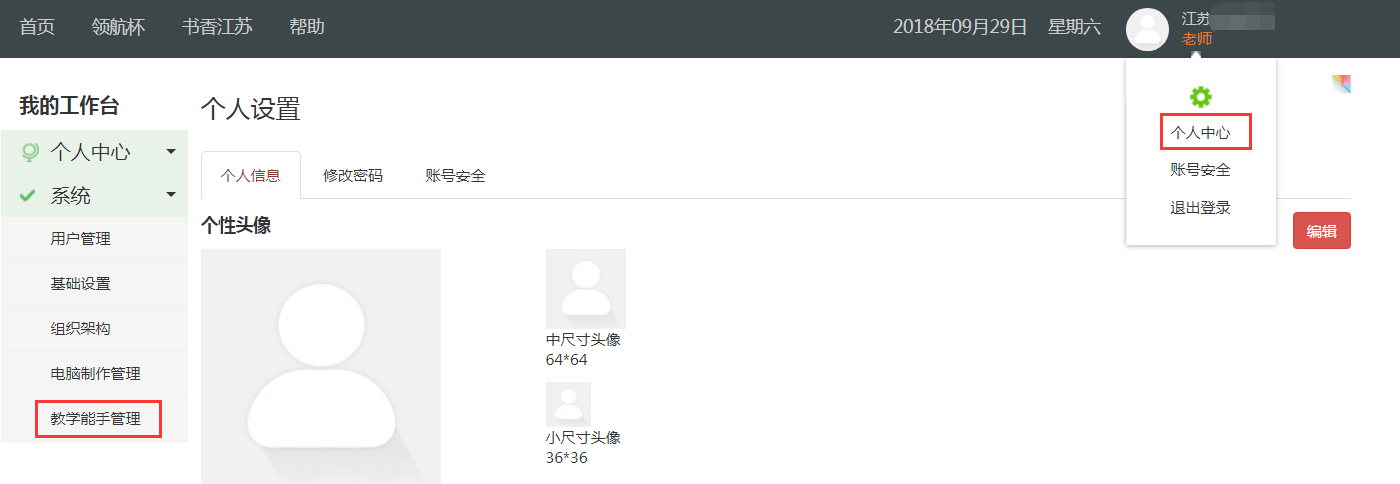 首页 领航杯 书香江苏 帮助 2018年09月29日 星期六 江苏
老师
我的工作台
个人中心
系统
用户管理
基础设置
组织架构
电脑制作管理
教学能手管理
个人设置
个人信息 修改密码 账号安全
个性头像
中尺寸头像
64*64
小尺寸头像
36*36
个人中心
账号安全
退出登录
编辑